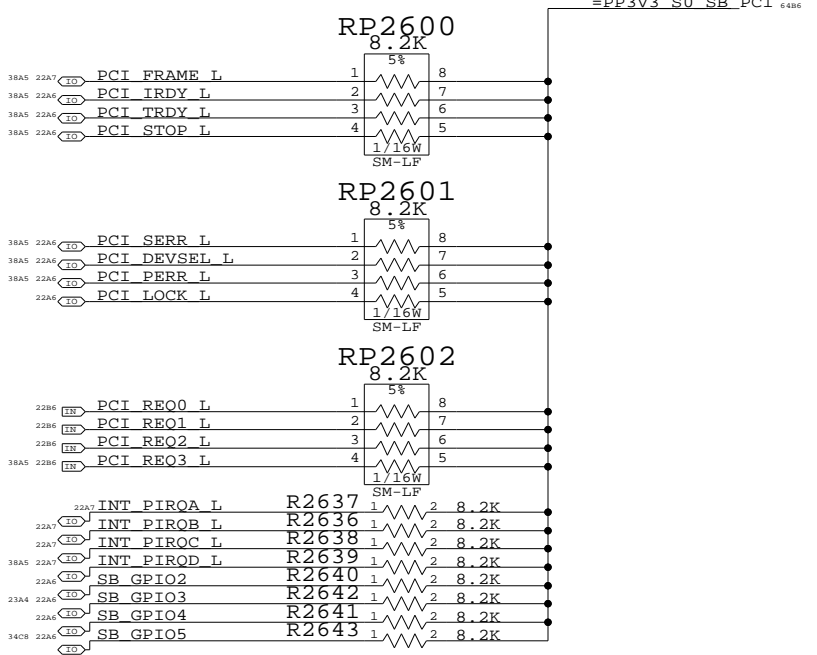 =PP3V3_S0_SB_PCI 64B6
RP2600
8.2K
5%
38A5 22A7 IO PCI_FRAME_L 1 8
38A5 22A6 IO PCI_IRDY_L 2 7
38A5 22A6 IO PCI_TRDY_L 3 6
38A5 22A6 IO PCI_STOP_L 4 5
1/16W
SM-LF
RP2601
8.2K
5%
38A5 22A6 IO PCI_SERR_L 1 8
38A5 22A6 IO PCI_DEVSEL_L 2 7
38A5 22A6 IO PCI_PERR_L 3 6
22A6 IO PCI_LOCK_L 4 5
1/16W
SM-LF
RP2602
8.2K
5%
22B6 IN PCI_REQ0_L 1 8
22B6 IN PCI_REQ1_L 2 7
22B6 IN PCI_REQ2_L 3 6
38A5 22B6 IN PCI_REQ3_L 4 5
1/16W
SM-LF
22A7 IO INT_PIRQA_L R2637 1 2 8.2K
22A7 IO INT_PIRQB_L R2636 1 2 8.2K
22A7 IO INT_PIRQC_L R2638 1 2 8.2K
38A5 22A7 IO INT_PIRQD_L R2639 1 2 8.2K
22A6 IO SB_GPIO2 R2640 1 2 8.2K
23A4 22A6 IO SB_GPIO3 R2642 1 2 8.2K
22A6 IO SB_GPIO4 R2641 1 2 8.2K
34C8 22A6 IO SB_GPIO5 R2643 1 2 8.2K